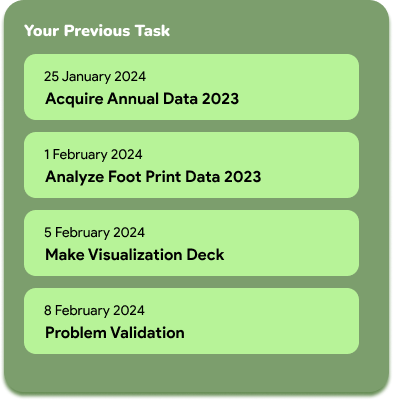 Your Previous Task
25 January 2024
Acquire Annual Data 2023
1 February 2024
Analyze Foot Print Data 2023
5 February 2024
Make Visualization Deck
8 February 2024
Problem Validation